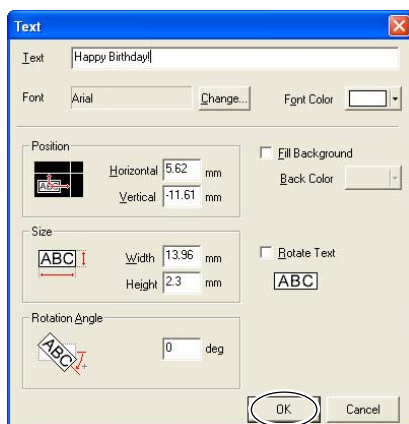 Text
Text Happy Birthday!
Font Arial Change... Font Color
Position
ABC
Horizontal 5.62 mm
Vertical -11.61 mm
Fill Background
Back Color
Size
ABC
Width 13.96 mm
Height 2.3 mm
Rotate Text
ABC
Rotation Angle
ABC
0 deg
OK Cancel